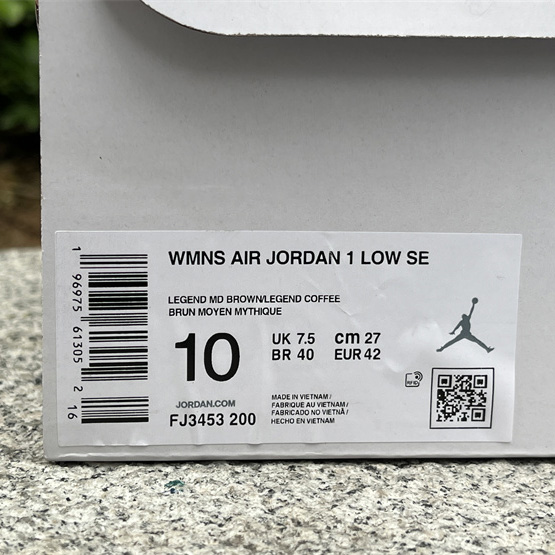 WMNS AIR JORDAN 1 LOW SE
LEGEND MD BROWN/LEGEND COFFEE
BRUN MOYEN MYTHIQUE
10
UK 7.5 cm 27
BR 40 EUR 42
JORDAN.COM
FJ3453 200
MADE IN VIETNAM /
FABRIQUE AU VIETNAM /
FABRICADO NO VIETNÃ /
HECHO EN VIETNAM
1 96975 61305 2 16